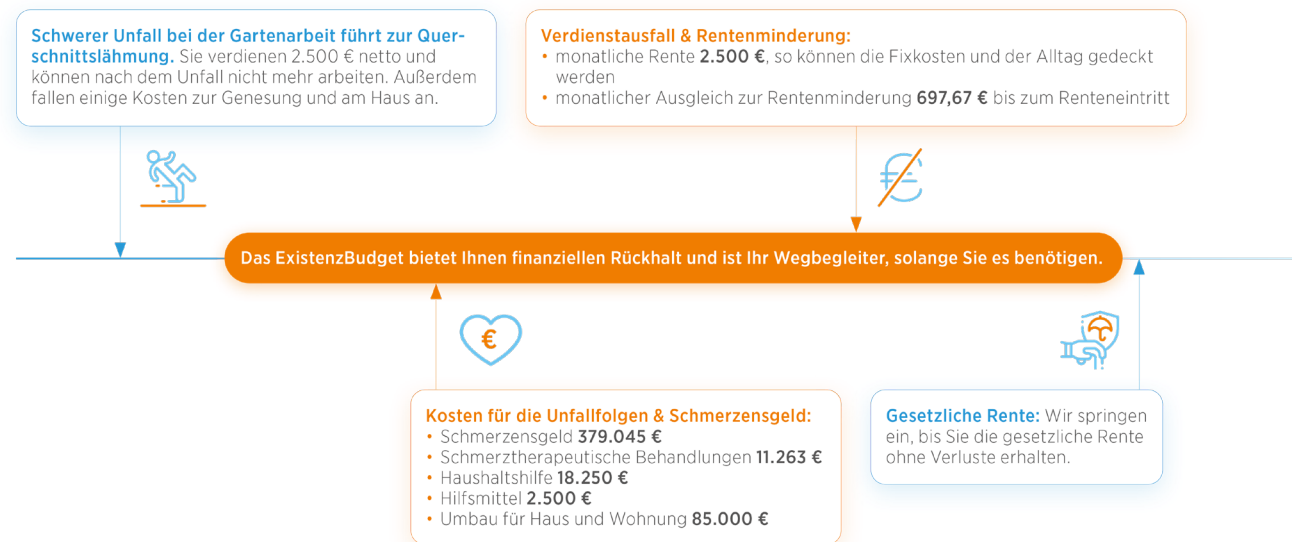 Schwerer Unfall bei der Gartenarbeit führt zur Quer-
schnittslähmung. Sie verdienen 2.500 € netto und
können nach dem Unfall nicht mehr arbeiten. Außerdem
fallen einige Kosten zur Genesung und am Haus an.
Verdienstausfall & Rentenminderung:
• monatliche Rente 2.500 €, so können die Fixkosten und der Alltag gedeckt
werden
• monatlicher Ausgleich zur Rentenminderung 697,67 € bis zum Renteneintritt
€
Das ExistenzBudget bietet Ihnen finanziellen Rückhalt und ist Ihr Wegbegleiter, solange Sie es benötigen.
€
Kosten für die Unfallfolgen & Schmerzensgeld:
• Schmerzensgeld 379.045 €
• Schmerztherapeutische Behandlungen 11.263 €
• Haushaltshilfe 18.250 €
• Hilfsmittel 2.500 €
• Umbau für Haus und Wohnung 85.000 €
Gesetzliche Rente: Wir springen
ein, bis Sie die gesetzliche Rente
ohne Verluste erhalten.